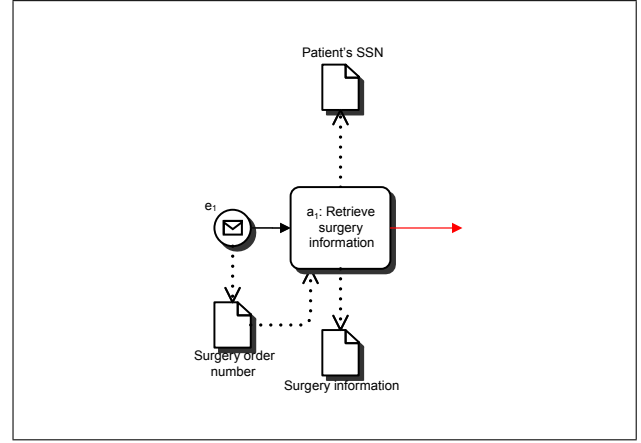 Patient's SSN
e₁
a₁: Retrieve
surgery
information
Surgery order
number
Surgery information